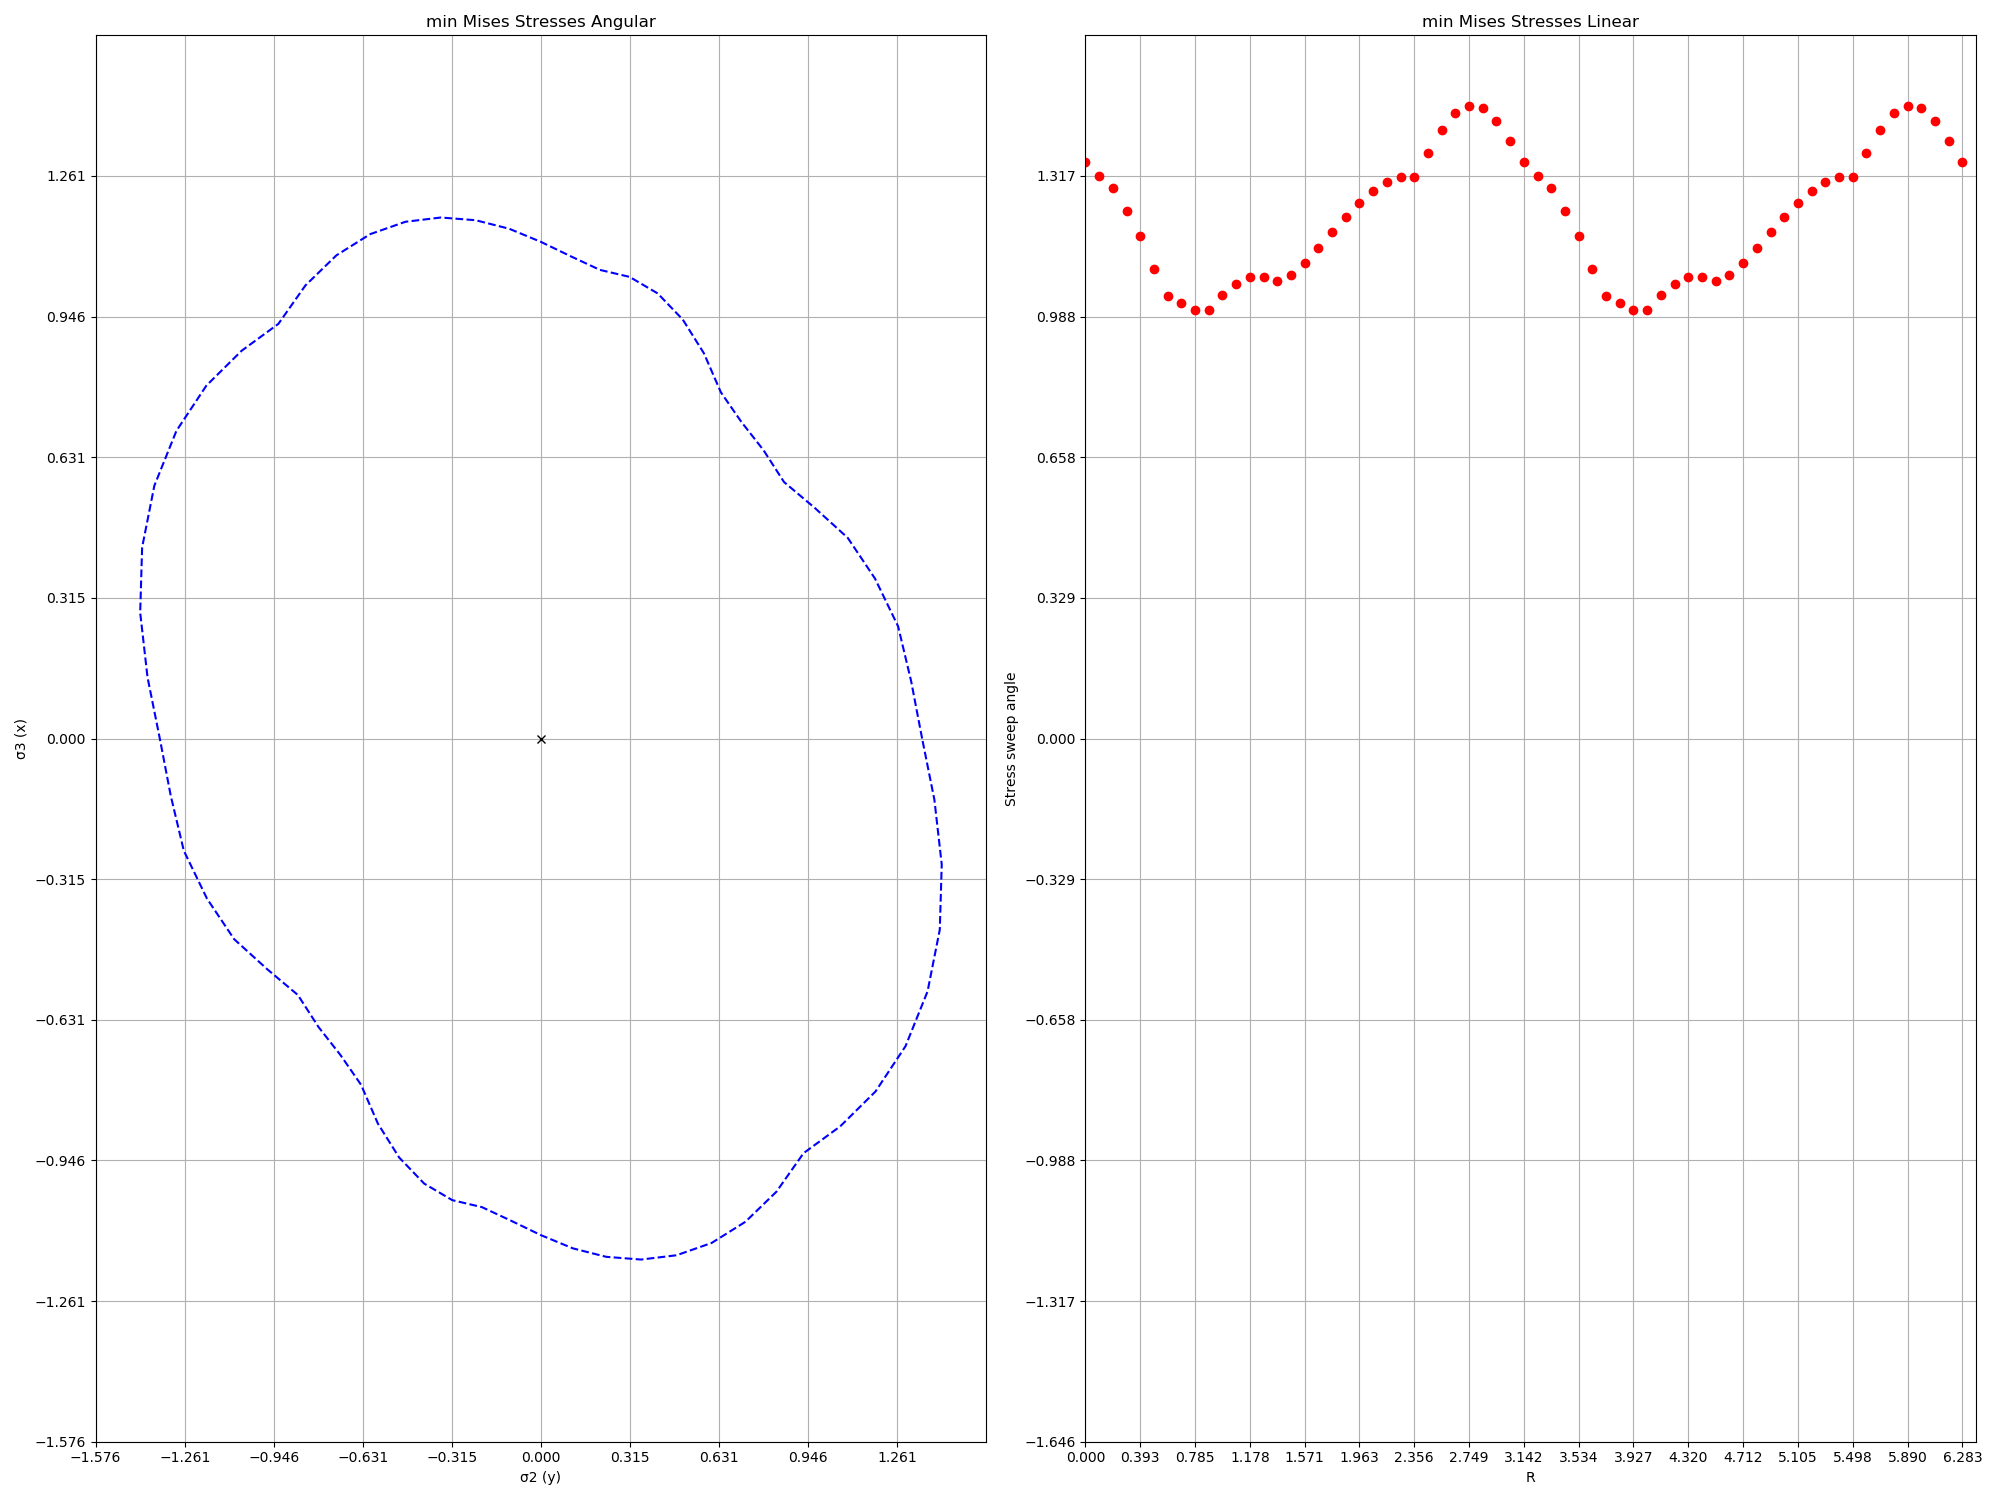 min Mises Stresses Angular
1.261
0.946
0.631
0.315
0.000
−0.315
−0.631
−0.946
−1.261
−1.576
σ3 (x)
−1.576 −1.261 −0.946 −0.631 −0.315 0.000 0.315 0.631 0.946 1.261
σ2 (y)
min Mises Stresses Linear
1.317
0.988
0.658
0.329
0.000
−0.329
−0.658
−0.988
−1.317
−1.646
Stress sweep angle
0.000 0.393 0.785 1.178 1.571 1.963 2.356 2.749 3.142 3.534 3.927 4.320 4.712 5.105 5.498 5.890 6.283
R